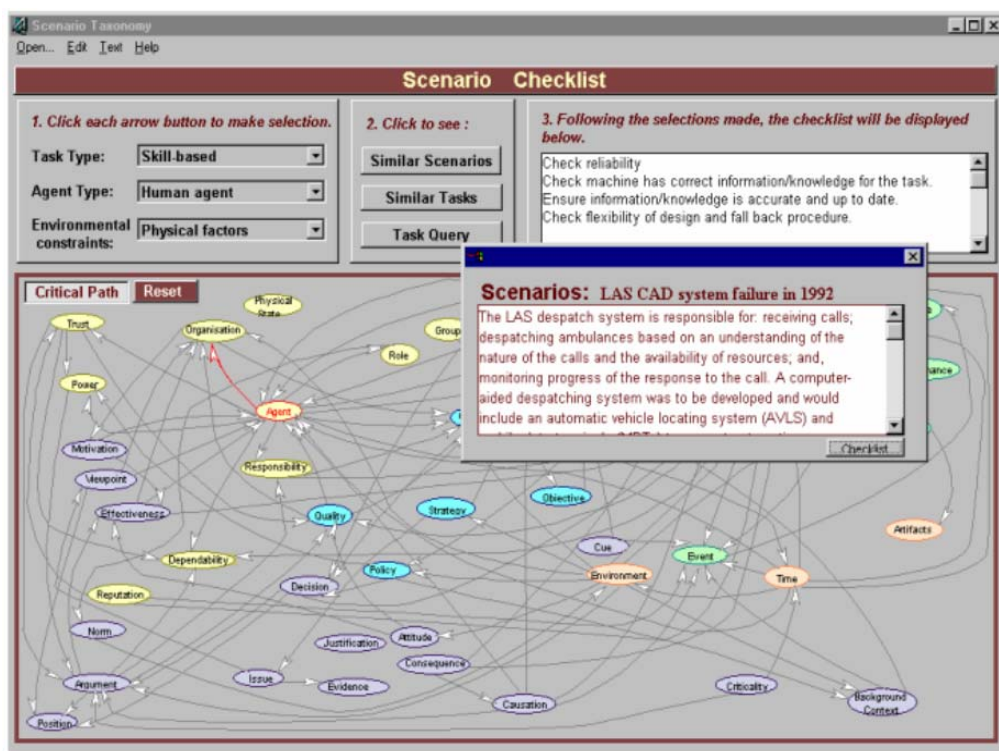 Scenario Taxonomy
Open... Edit Text Help
Scenario Checklist
1. Click each arrow button to make selection.
Task Type: Skill-based
Agent Type: Human agent
Environmental constraints: Physical factors
2. Click to see :
Similar Scenarios
Similar Tasks
Task Query
3. Following the selections made, the checklist will be displayed
below.
Check reliability
Check machine has correct information/knowledge for the task.
Ensure information/knowledge is accurate and up to date.
Check flexibility of design and fall back procedure.
Scenarios: LAS CAD system failure in 1992
The LAS despatch system is responsible for: receiving calls;
despatching ambulances based on an understanding of the
nature of the calls and the availability of resources; and,
monitoring progress of the response to the call. A computer-
aided despatching system was to be developed and would
include an automatic vehicle locating system (AVLS) and
Checklist
Critical Path
Reset
Physical
State
Trust
Organisation
Group
Role
Power
Agent
Motivation
Viewpoint
Responsibility
Effectiveness
Quality
Strategy
Objective
Artifacts
Cue
Event
Dependability
Policy
Environment
Time
Decision
Reputation
Norm
Attitude
Justification
Consequence
Argument
Issue
Evidence
Criticality
Background
Context
Causation
Position